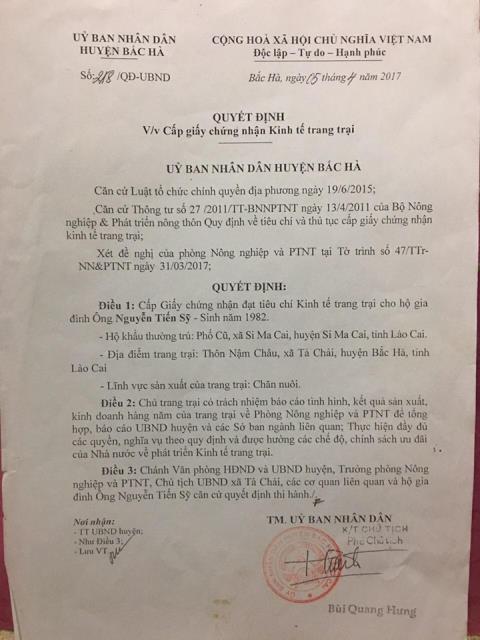 UỶ BAN NHÂN DÂN
HUYỆN BẮC HÀ
CỘNG HOÀ XÃ HỘI CHỦ NGHĨA VIỆT NAM
Độc lập – Tự do – Hạnh phúc
Số: 218 /QĐ-UBND
Bắc Hà, ngày 05 tháng 4 năm 2017
QUYẾT ĐỊNH
V/v Cấp giấy chứng nhận Kinh tế trang trại
UỶ BAN NHÂN DÂN HUYỆN BẮC HÀ
Căn cứ Luật tổ chức chính quyền địa phương ngày 19/6/2015;
Căn cứ Thông tư số 27 /2011/TT-BNNPTNT ngày 13/4/2011 của Bộ Nông
nghiệp & Phát triển nông thôn Quy định về tiêu chí và thủ tục cấp giấy chứng nhận
kinh tế trang trại;
Xét đề nghị của phòng Nông nghiệp và PTNT tại Tờ trình số 47/TTr-
NN&PTNT ngày 31/03/2017;
QUYẾT ĐỊNH:
Điều 1: Cấp Giấy chứng nhận đạt tiêu chí Kinh tế trang trại cho hộ gia
đình Ông Nguyễn Tiến Sỹ - Sinh năm 1982.
- Hộ khẩu thường trú: Phố Cũ, xã Si Ma Cai, huyện Si Ma Cai, tỉnh Lào Cai.
- Địa điểm trang trại: Thôn Nậm Châu, xã Tả Chải, huyện Bắc Hà, tỉnh
Lào Cai
- Lĩnh vực sản xuất của trang trại: Chăn nuôi.
Điều 2: Chủ trang trại có trách nhiệm báo cáo tình hình, kết quả sản xuất,
kinh doanh hàng năm của trang trại về Phòng Nông nghiệp và PTNT để tổng
hợp, báo cáo UBND huyện và các Sở ban ngành liên quan; Thực hiện đầy đủ
các quyền, nghĩa vụ theo quy định và được hưởng các chế độ, chính sách ưu đãi
của Nhà nước về phát triển Kinh tế trang trại.
Điều 3: Chánh Văn phòng HĐND và UBND huyện, Trưởng phòng Nông
nghiệp và PTNT, Chủ tịch UBND xã Tả Chải, các cơ quan liên quan và hộ gia
đình Ông Nguyễn Tiến Sỹ căn cứ quyết định thi hành./.
Nơi nhận:
- TT UBND huyện;
- Như Điều 3;
- Lưu VT.
TM. UỶ BAN NHÂN DÂN
K/T CHỦ TỊCH
Phó Chủ tịch
Bùi Quang Hưng